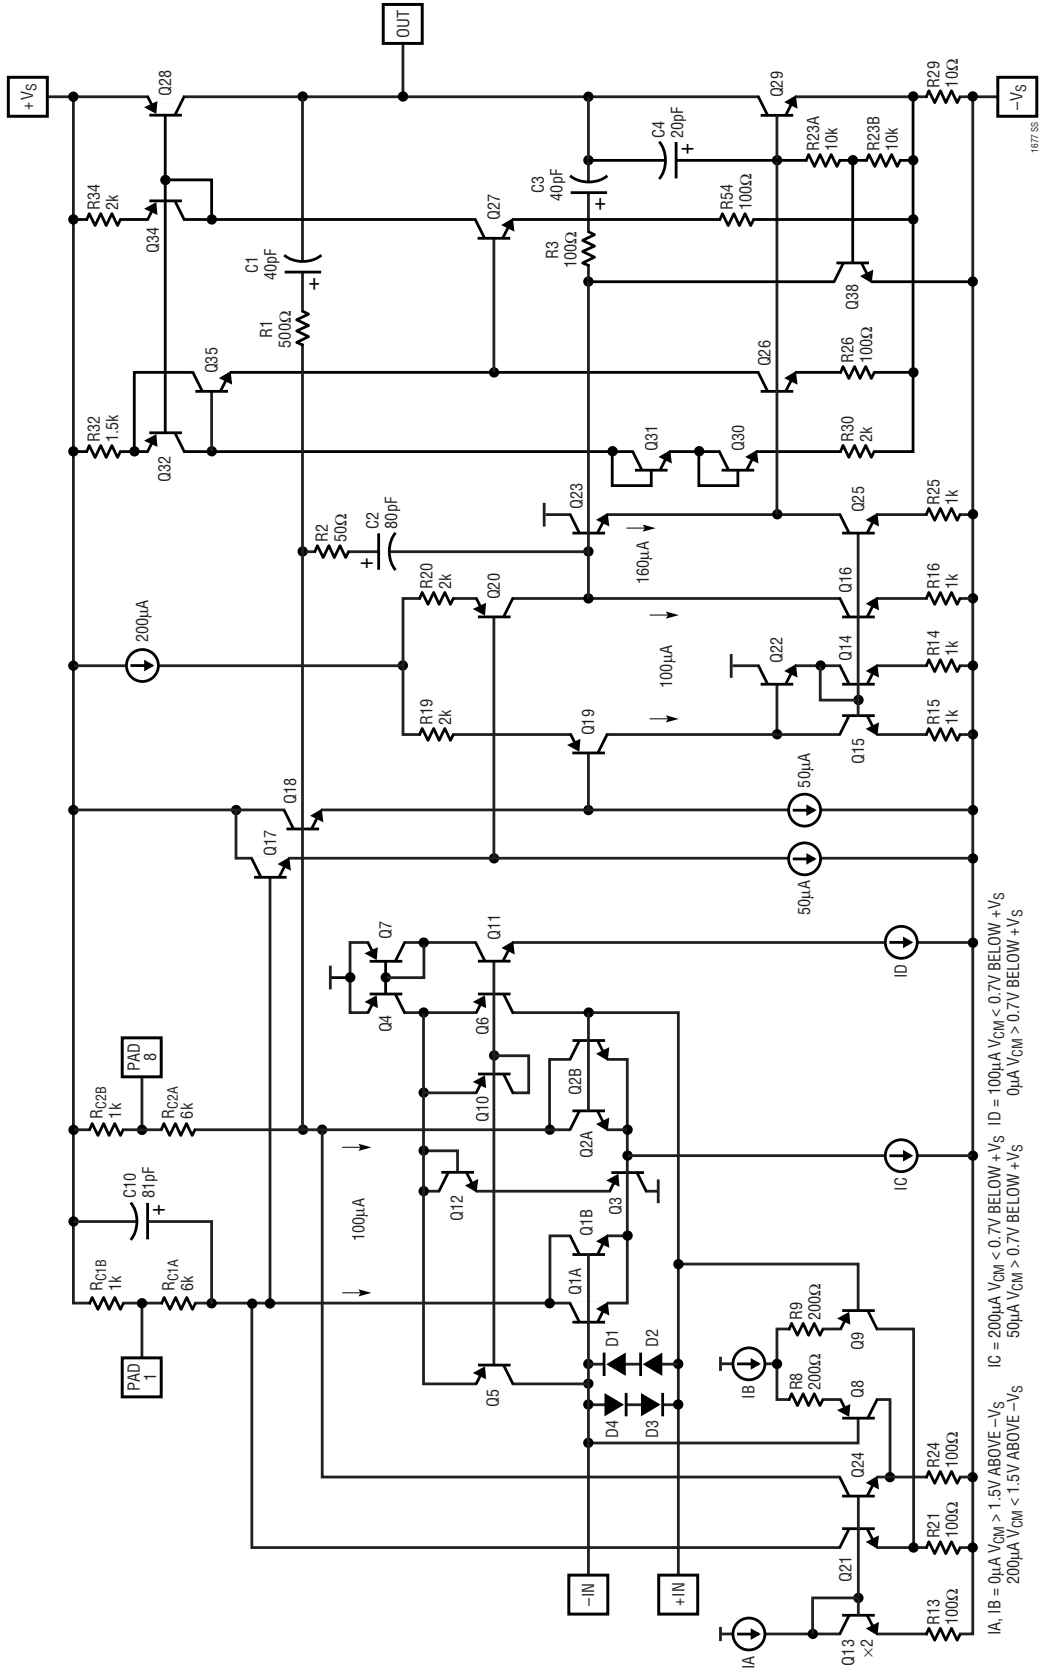 +VS
R34
2k
Q34
Q28
R32
1.5k
Q32
Q35
R1
500Ω
C1
40pF
+
OUT
Q27
R3
100Ω
C3
40pF
+
C4
20pF
+
Q29
R54
100Ω
R23A
10k
R23B
10k
Q38
R29
10Ω
–VS
1677 SS
Q26
R26
100Ω
Q31
Q30
R30
2k
200µA
R2
50Ω
C2
80pF
+
R19
2k
R20
2k
Q19
Q20
Q23
160µA
100µA
Q22
Q15
Q14
Q16
Q25
R15
1k
R14
1k
R16
1k
R25
1k
Q17
Q18
50µA
50µA
PAD
1
RC1B
1k
RC1A
6k
C10
81pF
+
RC2B
1k
RC2A
6k
PAD
8
100µA
Q4
Q7
Q5
Q12
Q10
Q6
Q11
Q1A
Q1B
Q3
Q2A
Q2B
D4
D3
D1
D2
–IN
+IN
IA
IB
IC
ID
R8
200Ω
R9
200Ω
Q8
Q9
Q13
×2
Q21
Q24
R13
100Ω
R21
100Ω
R24
100Ω
IA, IB = 0µA VCM > 1.5V ABOVE –VS
200µA VCM < 1.5V ABOVE –VS
IC = 200µA VCM < 0.7V BELOW +VS
50µA VCM > 0.7V BELOW +VS
ID = 100µA VCM < 0.7V BELOW +VS
0µA VCM > 0.7V BELOW +VS